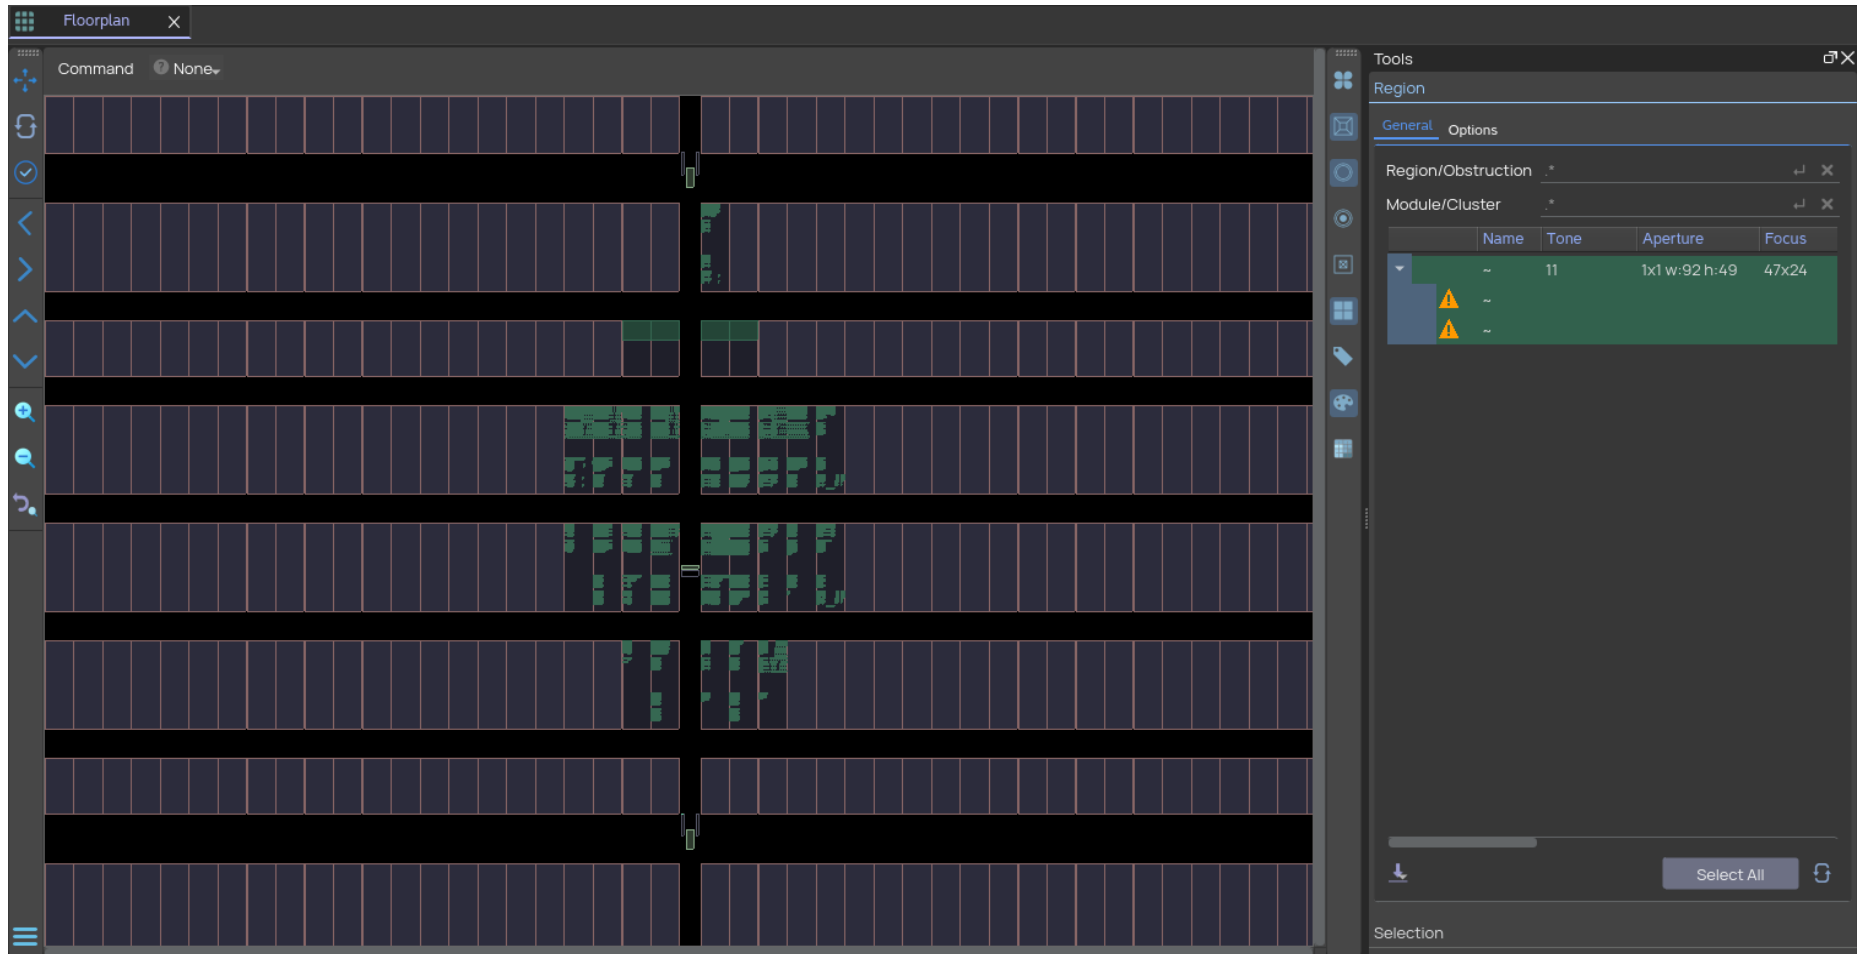 Floorplan
Command None
Tools
Region
General Options
Region/Obstruction .*
Module/Cluster .*
Name Tone Aperture Focus
~ 11 1x1 w:92 h:49 47x24
~
~
Select All
Selection